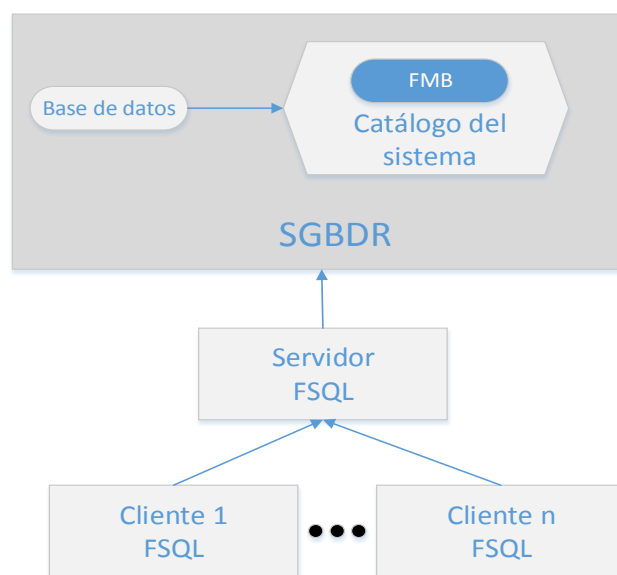 FMB
Base de datos
Catálogo del
sistema
SGBDR
Servidor
FSQL
Cliente 1
FSQL
Cliente n
FSQL